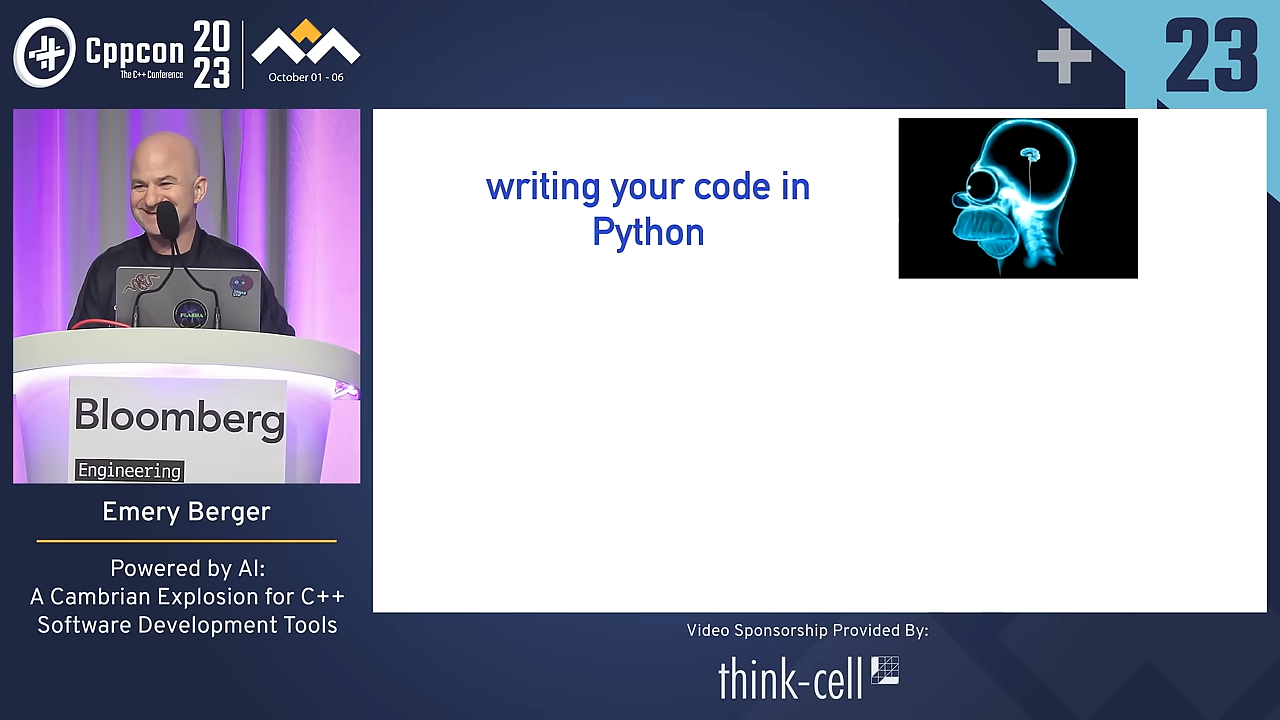 Cppcon
The C++ Conference
20
23
October 01 - 06
23
writing your code in
Python
PLASMA
Bloomberg
Engineering
Emery Berger
Powered by AI:
A Cambrian Explosion for C++
Software Development Tools
Video Sponsorship Provided By:
think-cell